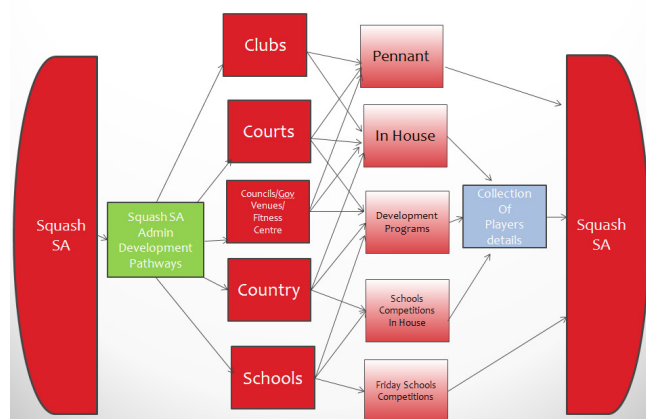 Squash
SA
Squash SA
Admin
Development
Pathways
Clubs
Courts
Councils/Gov
Venues/
Fitness
Centre
Country
Schools
Pennant
In House
Development
Programs
Schools
Competitions
In House
Friday Schools
Competitions
Collection
Of
Players
details
Squash
SA